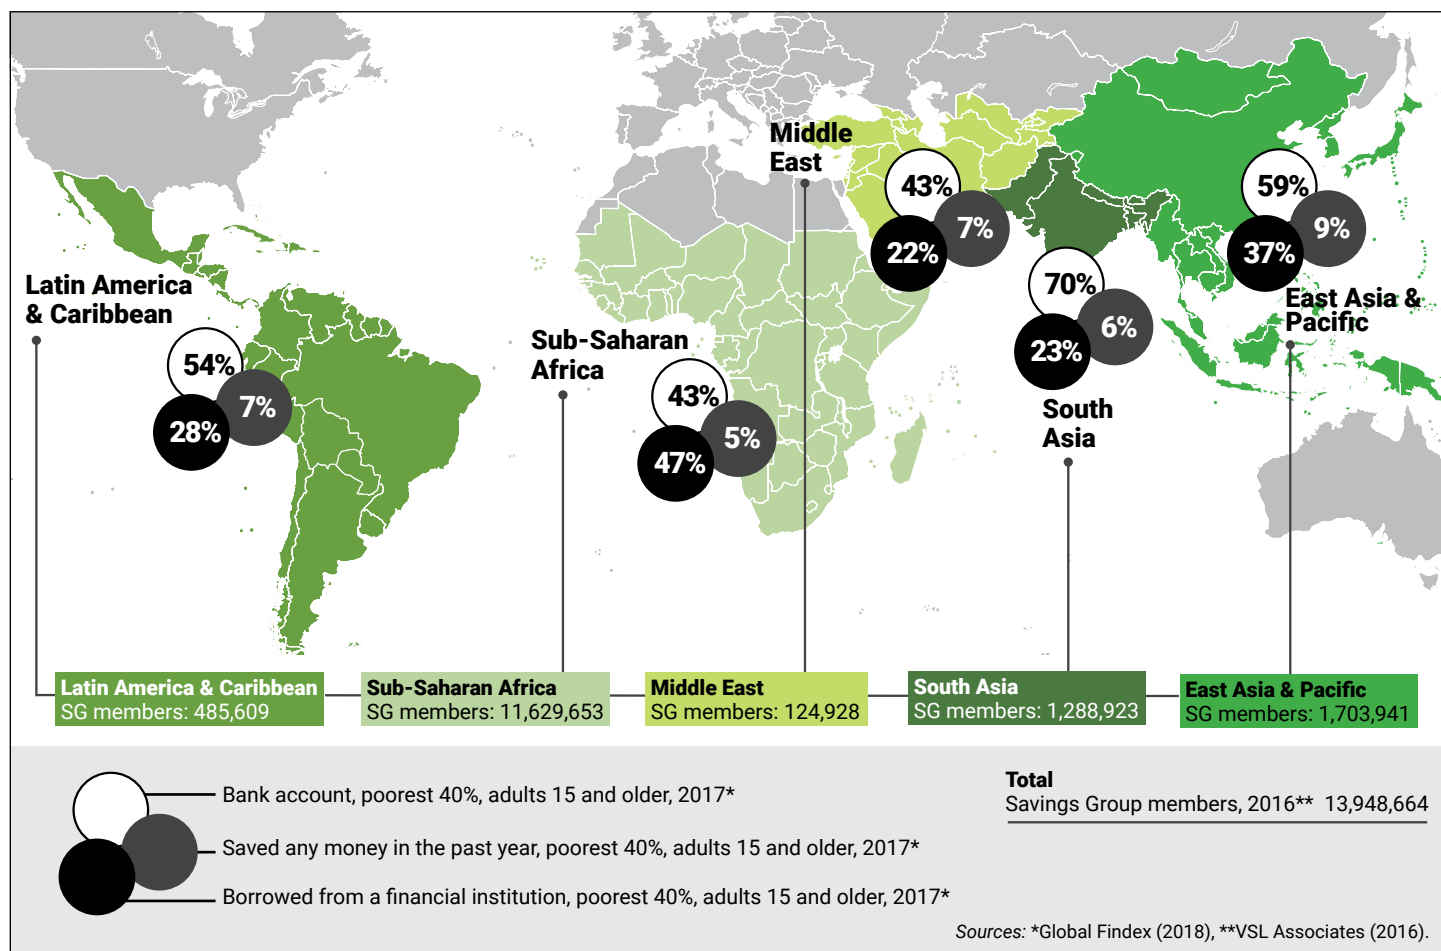 Middle
East
43%
7%
22%
59%
9%
37%
Latin America
& Caribbean
70%
6%
23%
East Asia &
Pacific
54%
7%
28%
Sub-Saharan
Africa
43%
5%
47%
South
Asia
Latin America & Caribbean
SG members: 485,609
Sub-Saharan Africa
SG members: 11,629,653
Middle East
SG members: 124,928
South Asia
SG members: 1,288,923
East Asia & Pacific
SG members: 1,703,941
Bank account, poorest 40%, adults 15 and older, 2017*
Saved any money in the past year, poorest 40%, adults 15 and older, 2017*
Borrowed from a financial institution, poorest 40%, adults 15 and older, 2017*
Total
Savings Group members, 2016** 13,948,664
Sources: *Global Findex (2018), **VSL Associates (2016).